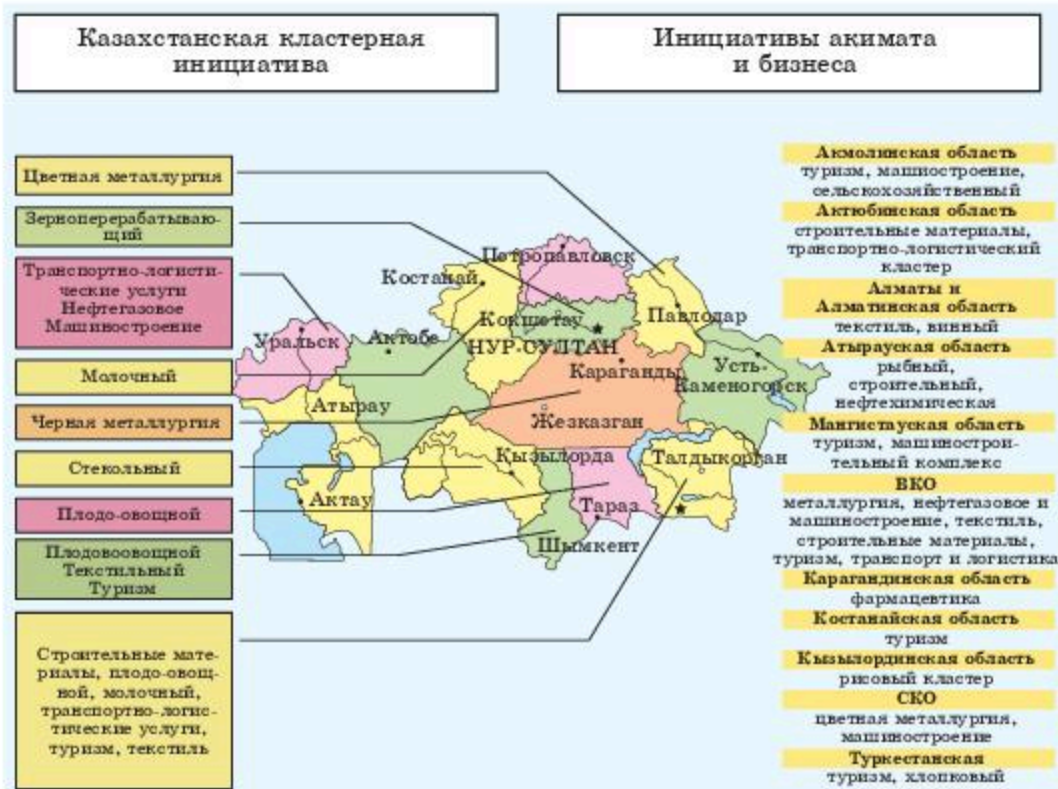 Казахстанская кластерная
инициатива
Инициативы акимата
и бизнеса
Цветная металлургия
Зерноперерабатываю-
щий
Транспортно-логисти-
ческие услуги
Нефтегазовое
Машиностроение
Молочный
Черная металлургия
Стекольный
Плодо-овощной
Плодовоовощной
Текстильный
Туризм
Строительные мате-
риалы, плодо-овощ-
ной, молочный,
транспортно-логис-
тические услуги,
туризм, текстиль
Потропавловск
Костанай
Кокшетау
Павлодар
Уральск
Актобе
НУР-СУЛТАН
Караганды
Усть-
Каменогорск
Атырау
Жезказган
Кызылорда
Талдыкорган
Актау
Тараз
Шымкент
Акмолинская область
туризм, машиностроение,
сельскохозяйственный
Актюбинская область
строительные материалы,
транспортно-логистический
кластер
Алматы и
Алматинская область
текстиль, винный
Атырауская область
рыбный,
строительный,
нефтехимическая
Мангистауская область
туризм, машинострои-
тельный комплекс
ВКО
металлургия, нефтегазовое и
машиностроение, текстиль,
строительные материалы,
туризм, транспорт и логистика
Карагандинская область
фармацевтика
Костанайская область
туризм
Кызылординская область
рисовый кластер
СКО
цветная металлургия,
машиностроение
Туркестанская
туризм, хлопковый